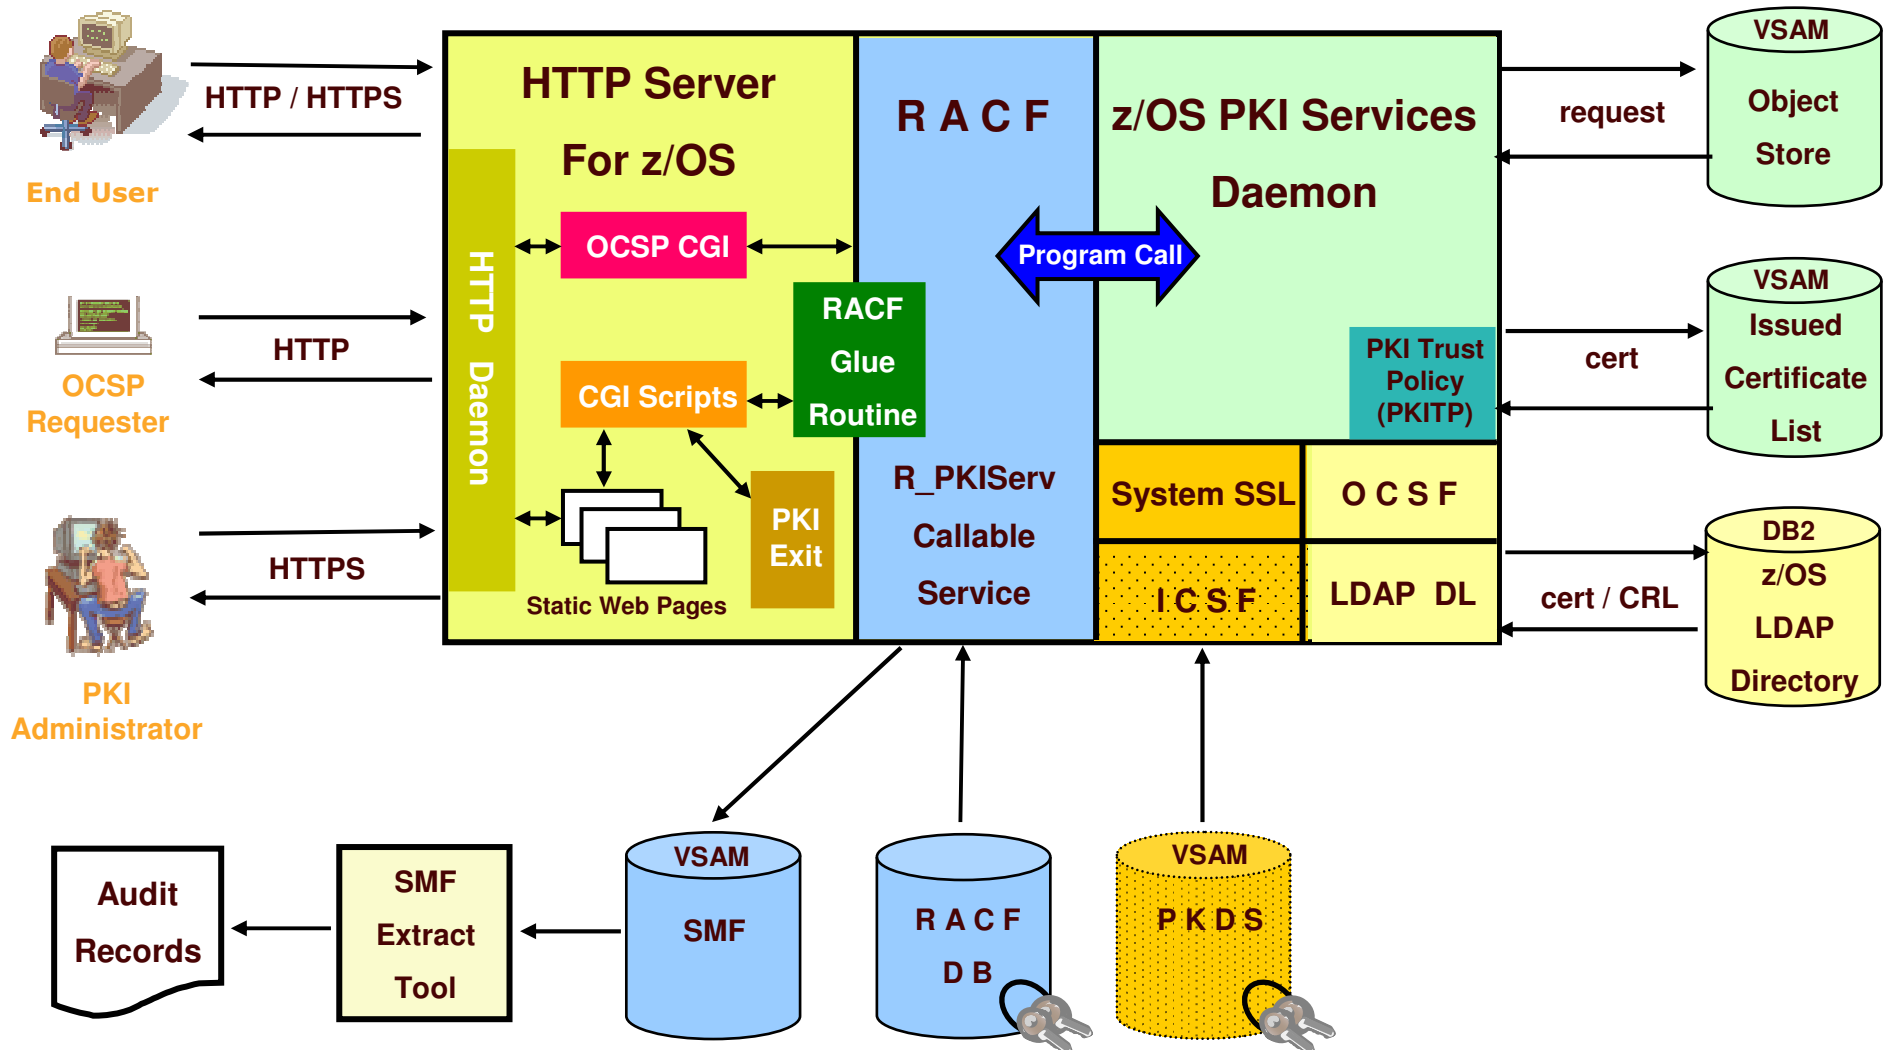 End User
HTTP / HTTPS
OCSP
Requester
HTTP
PKI
Administrator
HTTPS
HTTP Server
For z/OS
HTTP Daemon
OCSP CGI
CGI Scripts
RACF
Glue
Routine
PKI
Exit
Static Web Pages
R A C F
R_PKIServ
Callable
Service
Program Call
z/OS PKI Services
Daemon
PKI Trust
Policy
(PKITP)
System SSL
O C S F
I C S F
LDAP DL
request
VSAM
Object
Store
cert
VSAM
Issued
Certificate
List
cert / CRL
DB2
z/OS
LDAP
Directory
Audit
Records
SMF
Extract
Tool
VSAM
SMF
R A C F
D B
VSAM
P K D S